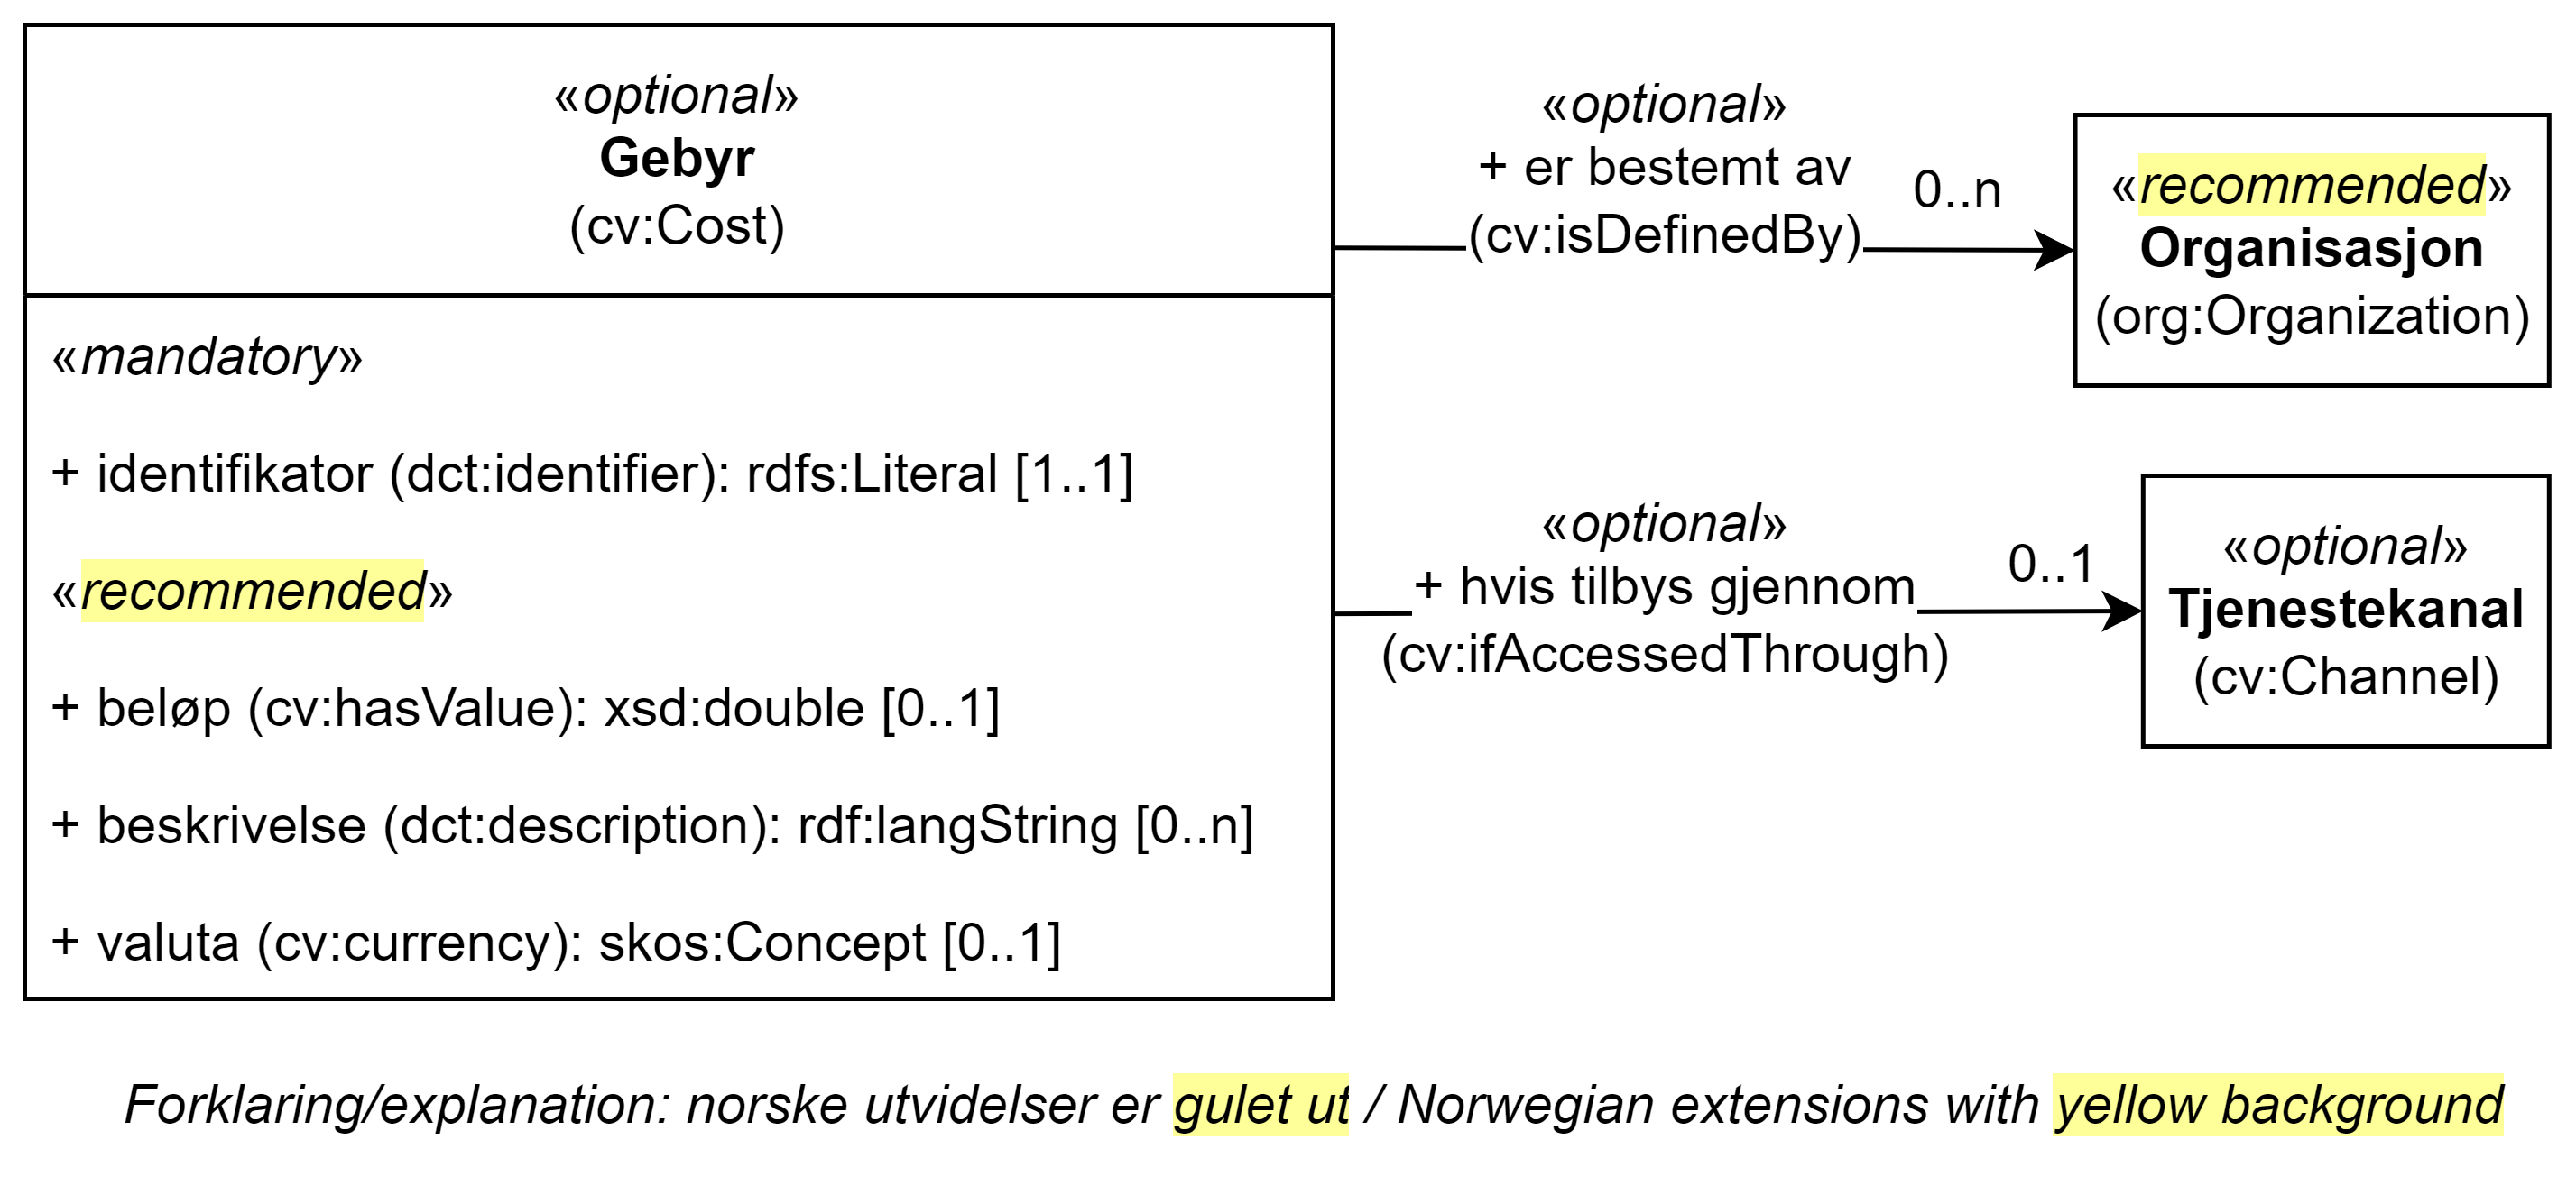 «optional»
Gebyr
(cv:Cost)
«mandatory»
+ identifikator (dct:identifier): rdfs:Literal [1..1]
«recommended»
+ beløp (cv:hasValue): xsd:double [0..1]
+ beskrivelse (dct:description): rdf:langString [0..n]
+ valuta (cv:currency): skos:Concept [0..1]
«optional»
+ er bestemt av
(cv:isDefinedBy)
0..n
«recommended»
Organisasjon
(org:Organization)
«optional»
+ hvis tilbys gjennom
(cv:ifAccessedThrough)
0..1
«optional»
Tjenestekanal
(cv:Channel)
Forklaring/explanation: norske utvidelser er gulet ut / Norwegian extensions with yellow background